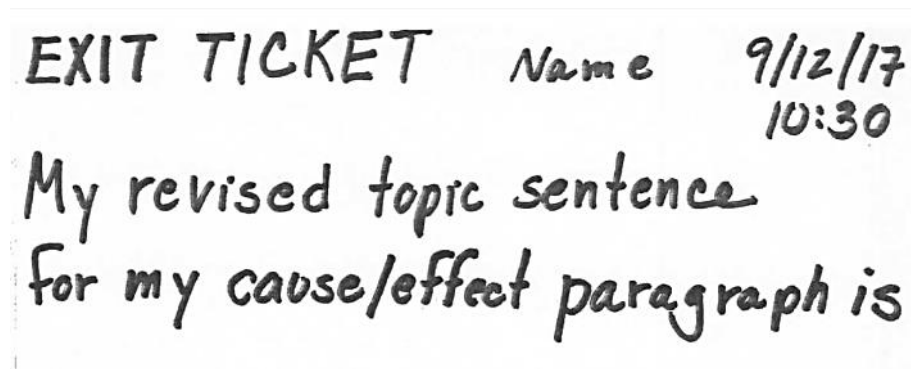 EXIT TICKET Name 9/12/17
10:30
My revised topic sentence
for my cause/effect paragraph is